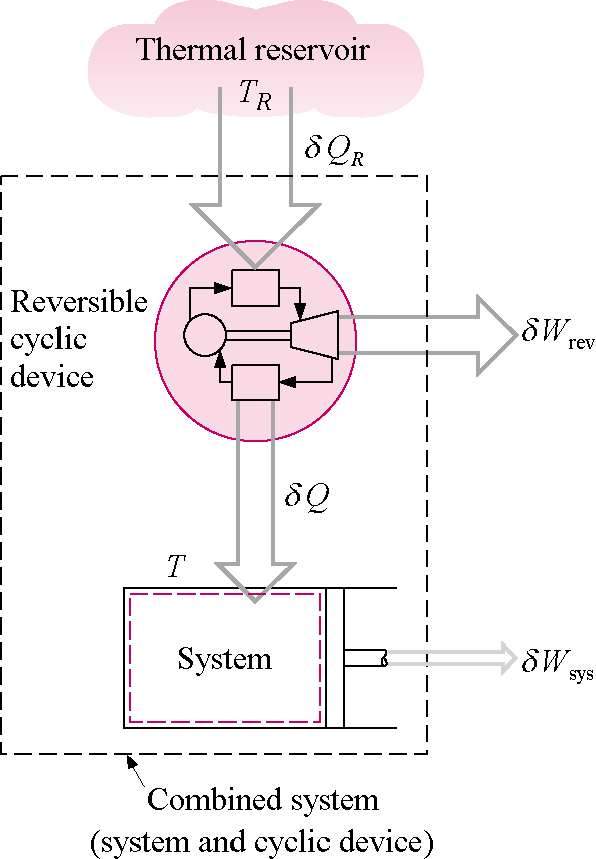 Thermal reservoir
T_R
δQ_R
Reversible
cyclic
device
δW_rev
δQ
T
System
δW_sys
Combined system
(system and cyclic device)